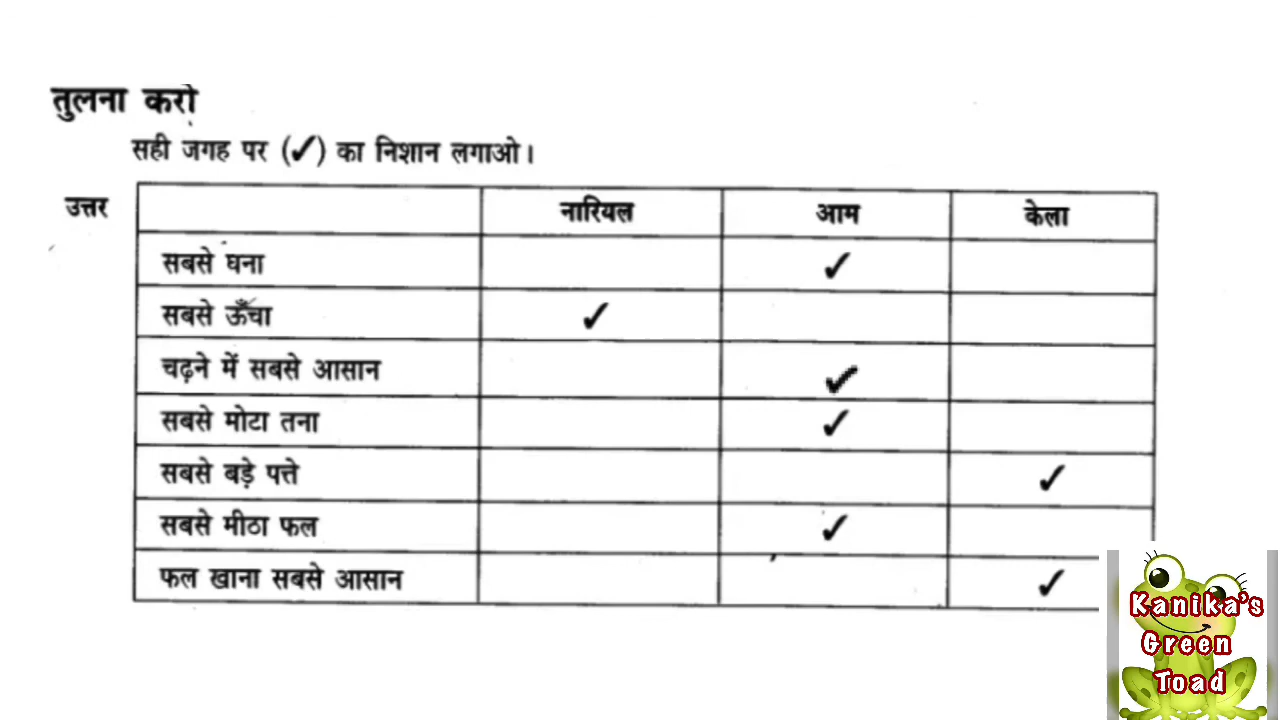 तुलना करो
सही जगह पर (✓) का निशान लगाओ।
उत्तर नारियल आम केला
सबसे घना ✓
सबसे ऊँचा ✓
चढ़ने में सबसे आसान ✓
सबसे मोटा तना ✓
सबसे बड़े पत्ते ✓
सबसे मीठा फल ✓
फल खाना सबसे आसान ✓
Kanika's
Green
Toad